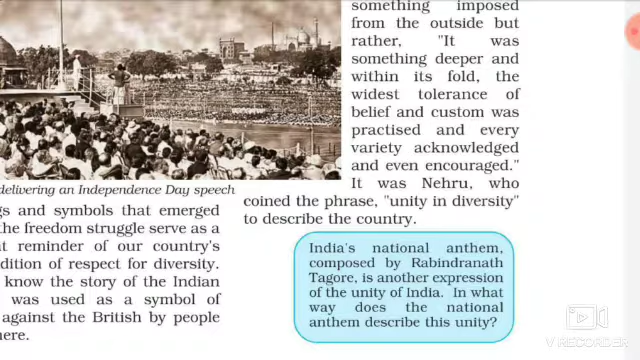 something imposed
from the outside but
rather, "It was
something deeper and
within its fold, the
widest tolerance of
belief and custom was
practised and every
variety acknowledged
and even encouraged."
It was Nehru, who
coined the phrase, "unity in diversity"
to describe the country.
delivering an Independence Day speech
gs and symbols that emerged
the freedom struggle serve as a
t reminder of our country's
dition of respect for diversity.
know the story of the Indian
was used as a symbol of
against the British by people
here.
India's national anthem,
composed by Rabindranath
Tagore, is another expression
of the unity of India. In what
way does the national
anthem describe this unity?
V RECORDER